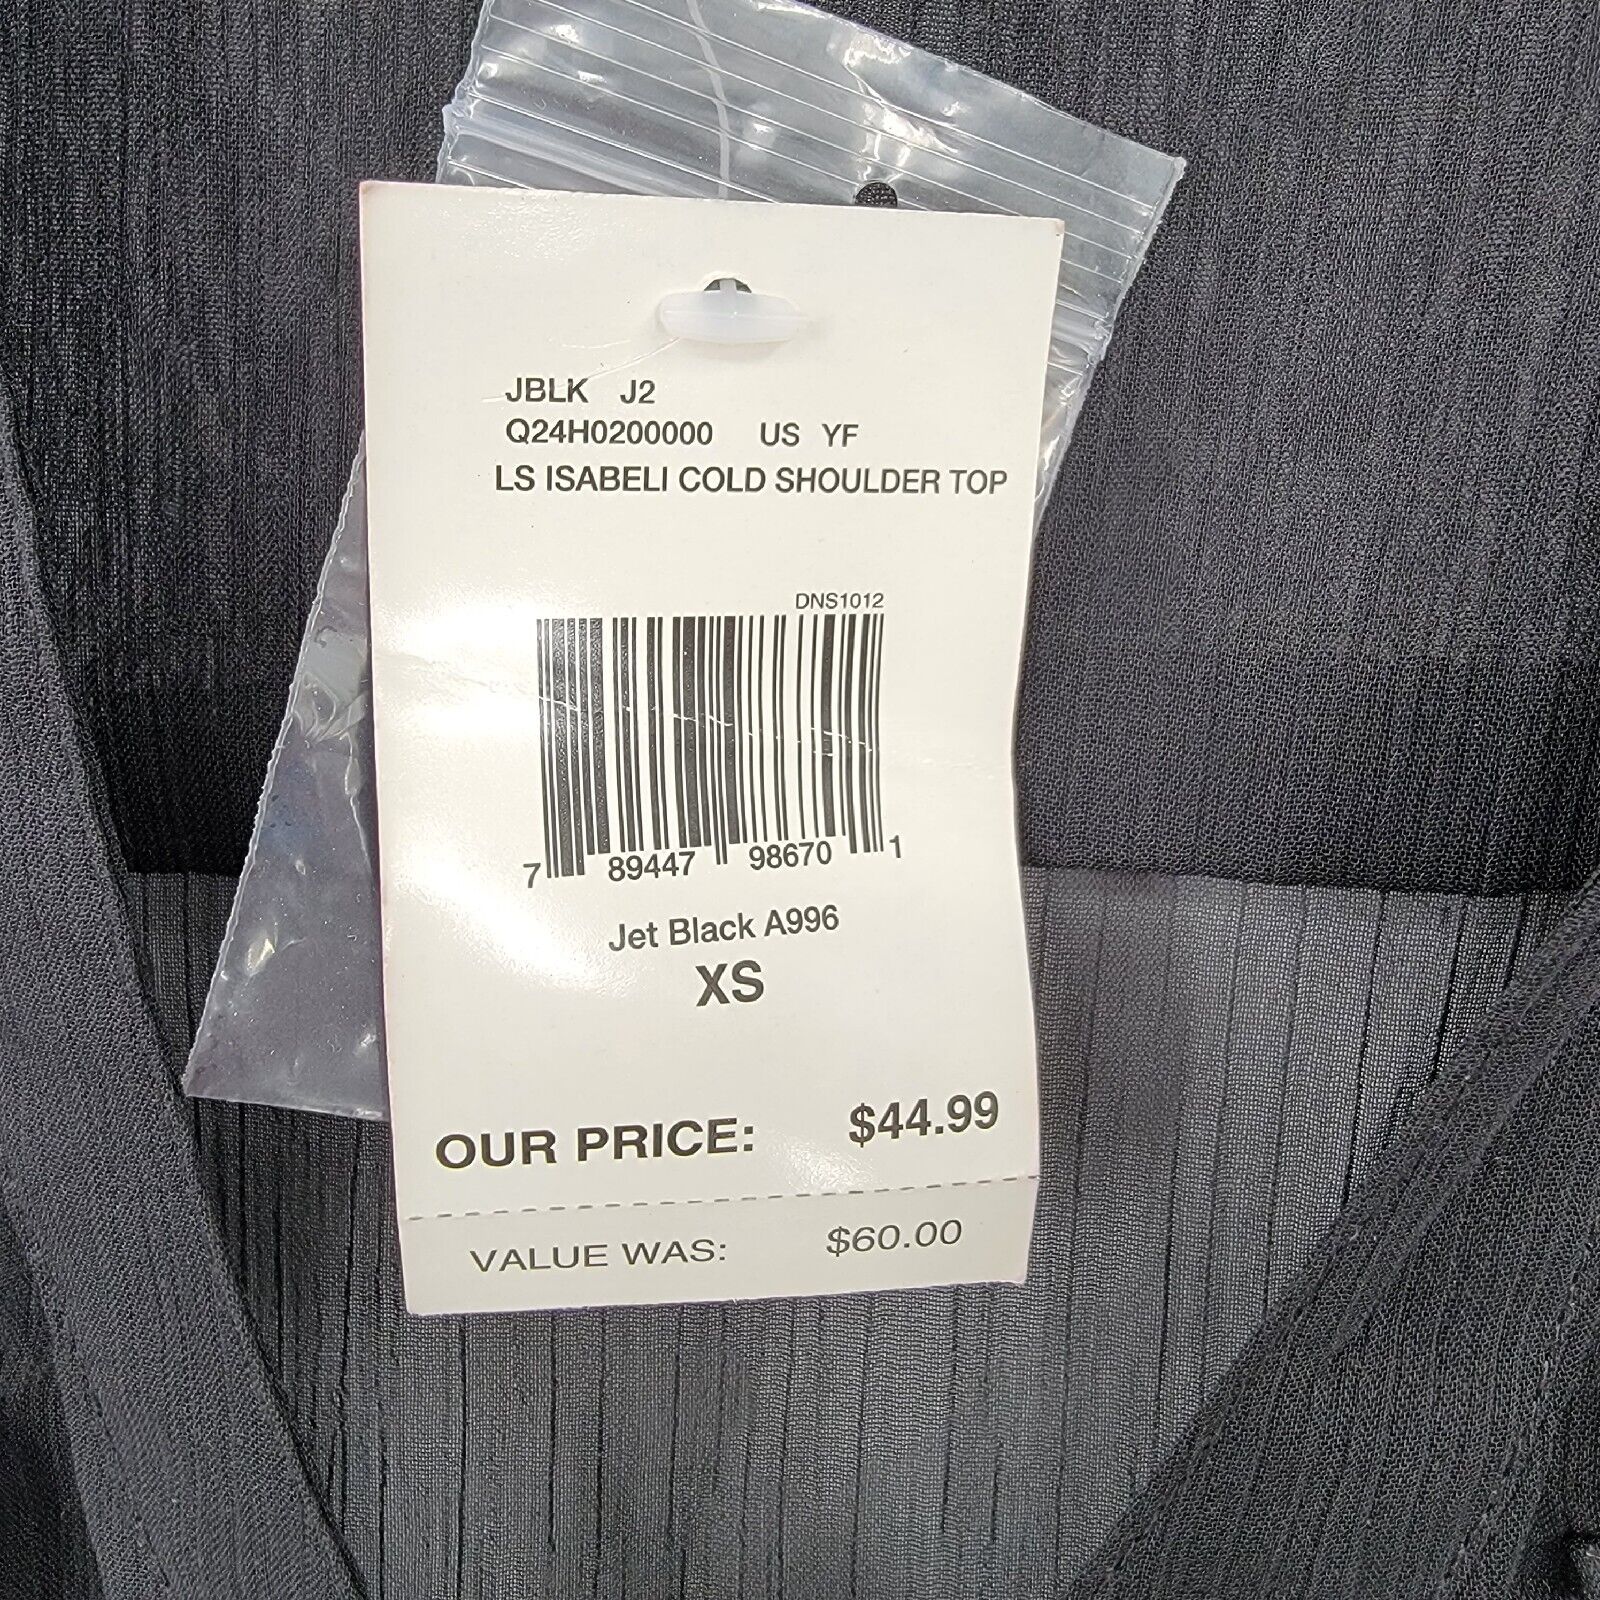 JBLK J2
Q24H0200000 US YF
LS ISABELI COLD SHOULDER TOP
DNS1012
7 89447 98670 1
Jet Black A996
XS
OUR PRICE: $44.99
VALUE WAS: $60.00